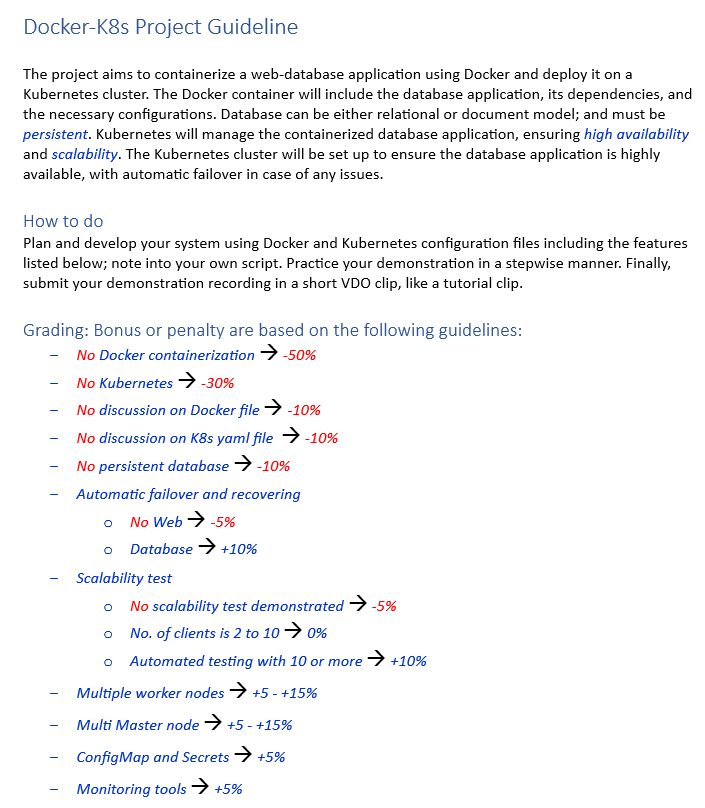 Docker-K8s Project Guideline
The project aims to containerize a web-database application using Docker and deploy it on a
Kubernetes cluster. The Docker container will include the database application, its dependencies, and
the necessary configurations. Database can be either relational or document model; and must be
persistent. Kubernetes will manage the containerized database application, ensuring high availability
and scalability. The Kubernetes cluster will be set up to ensure the database application is highly
available, with automatic failover in case of any issues.
How to do
Plan and develop your system using Docker and Kubernetes configuration files including the features
listed below; note into your own script. Practice your demonstration in a stepwise manner. Finally,
submit your demonstration recording in a short VDO clip, like a tutorial clip.
Grading: Bonus or penalty are based on the following guidelines:
– No Docker containerization → -50%
– No Kubernetes → -30%
– No discussion on Docker file → -10%
– No discussion on K8s yaml file → -10%
– No persistent database → -10%
– Automatic failover and recovering
o No Web → -5%
o Database → +10%
– Scalability test
o No scalability test demonstrated → -5%
o No. of clients is 2 to 10 → 0%
o Automated testing with 10 or more → +10%
– Multiple worker nodes → +5 - +15%
– Multi Master node → +5 - +15%
– ConfigMap and Secrets → +5%
– Monitoring tools → +5%